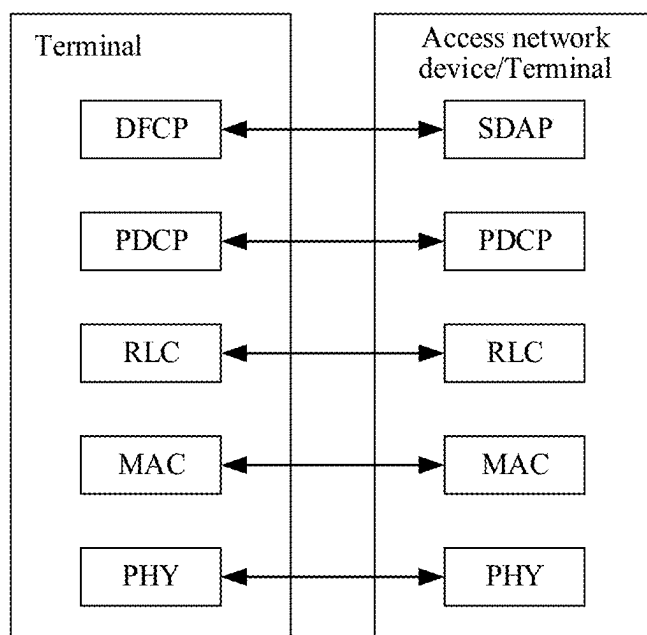 Terminal
Access network
device/Terminal
DFCP
SDAP
PDCP
PDCP
RLC
RLC
MAC
MAC
PHY
PHY